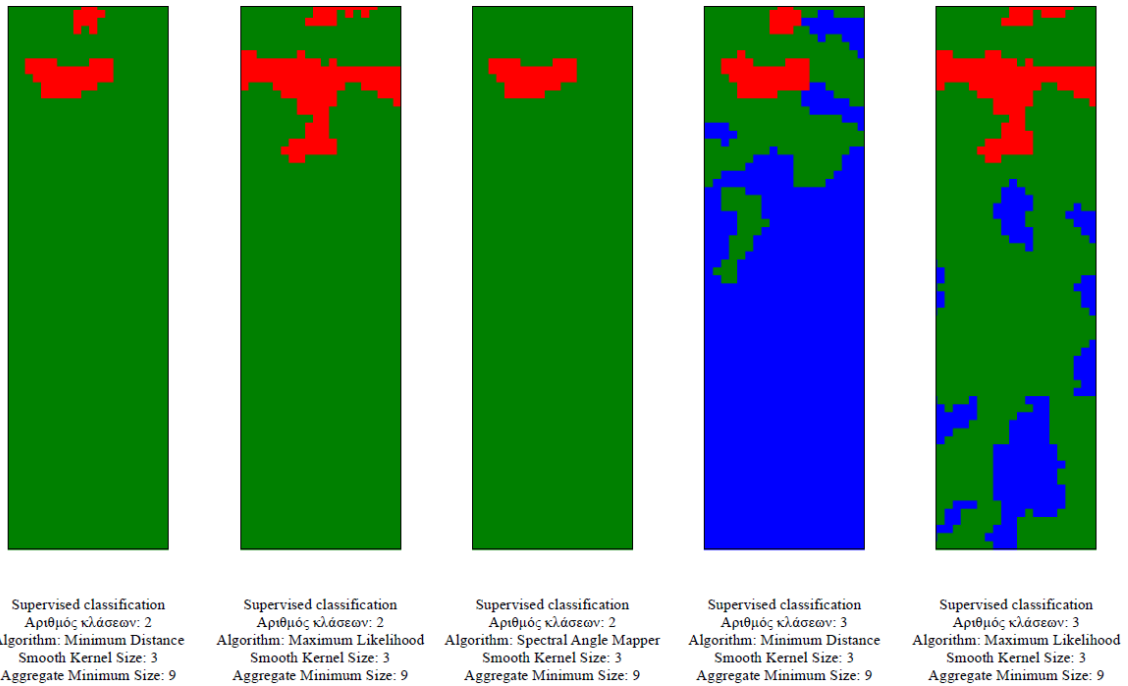 Supervised classification
Αριθμός κλάσεων: 2
Algorithm: Minimum Distance
Smooth Kernel Size: 3
Aggregate Minimum Size: 9
Supervised classification
Αριθμός κλάσεων: 2
Algorithm: Maximum Likelihood
Smooth Kernel Size: 3
Aggregate Minimum Size: 9
Supervised classification
Αριθμός κλάσεων: 2
Algorithm: Spectral Angle Mapper
Smooth Kernel Size: 3
Aggregate Minimum Size: 9
Supervised classification
Αριθμός κλάσεων: 3
Algorithm: Minimum Distance
Smooth Kernel Size: 3
Aggregate Minimum Size: 9
Supervised classification
Αριθμός κλάσεων: 3
Algorithm: Maximum Likelihood
Smooth Kernel Size: 3
Aggregate Minimum Size: 9